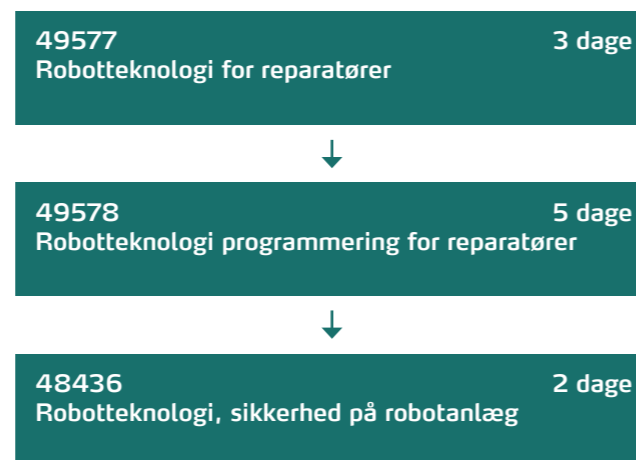 49577 3 dage
Robotteknologi for reparatører
49578 5 dage
Robotteknologi programmering for reparatører
48436 2 dage
Robotteknologi, sikkerhed på robotanlæg